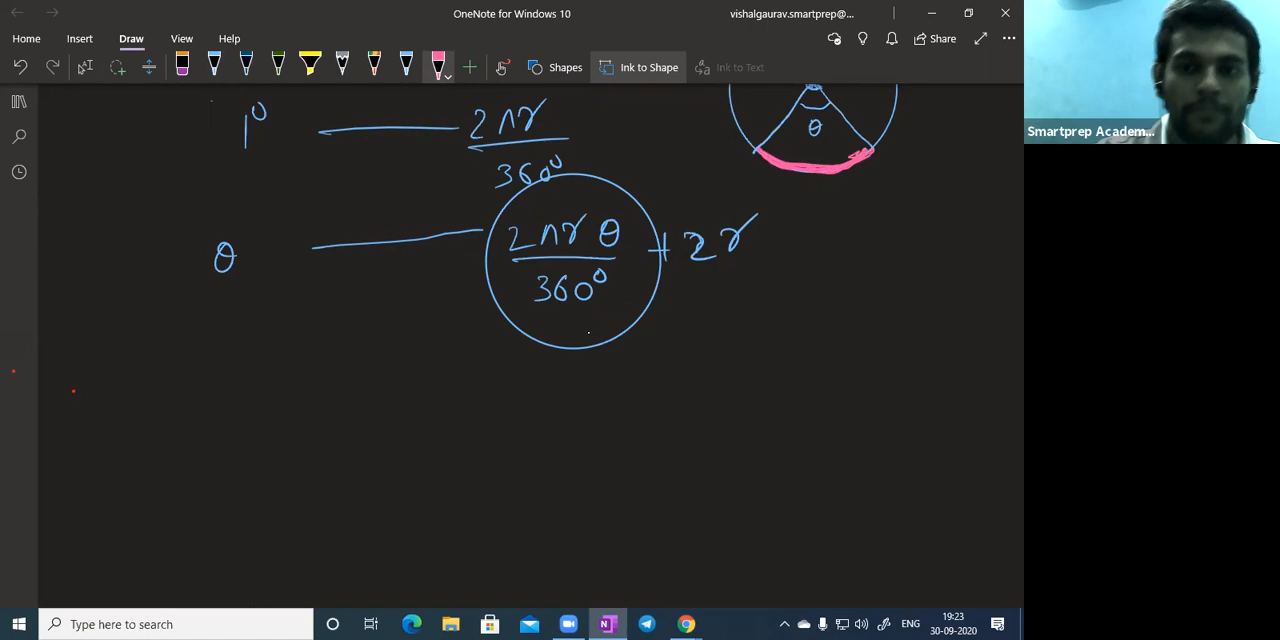 OneNote for Windows 10
vishalgaurav.smartprep@...
Home Insert Draw View Help
Share
Shapes
Ink to Shape
Ink to Text
1° 2πr
360°
θ
Smartprep Academ...
θ 2πrθ + 2r
360°
Type here to search
ENG
19:23
30-09-2020